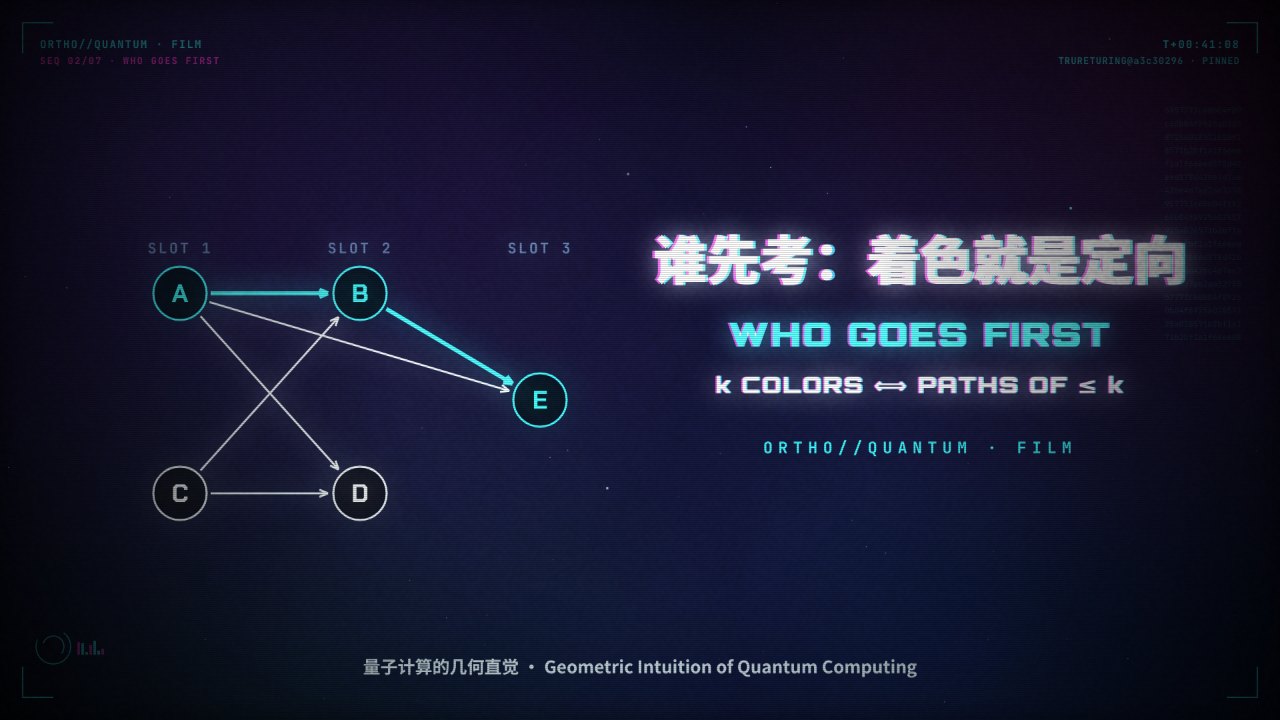 ORTHO//QUANTUM · FILM
SEQ 02/07 · WHO GOES FIRST
T+00:41:08
TRURETURING@a3c30296 · PINNED
SLOT 1 SLOT 2 SLOT 3
A B
E
C D
谁先考：着色就是定向
WHO GOES FIRST
k COLORS ⟺ PATHS OF ≤ k
ORTHO//QUANTUM · FILM
量子计算的几何直觉 • Geometric Intuition of Quantum Computing